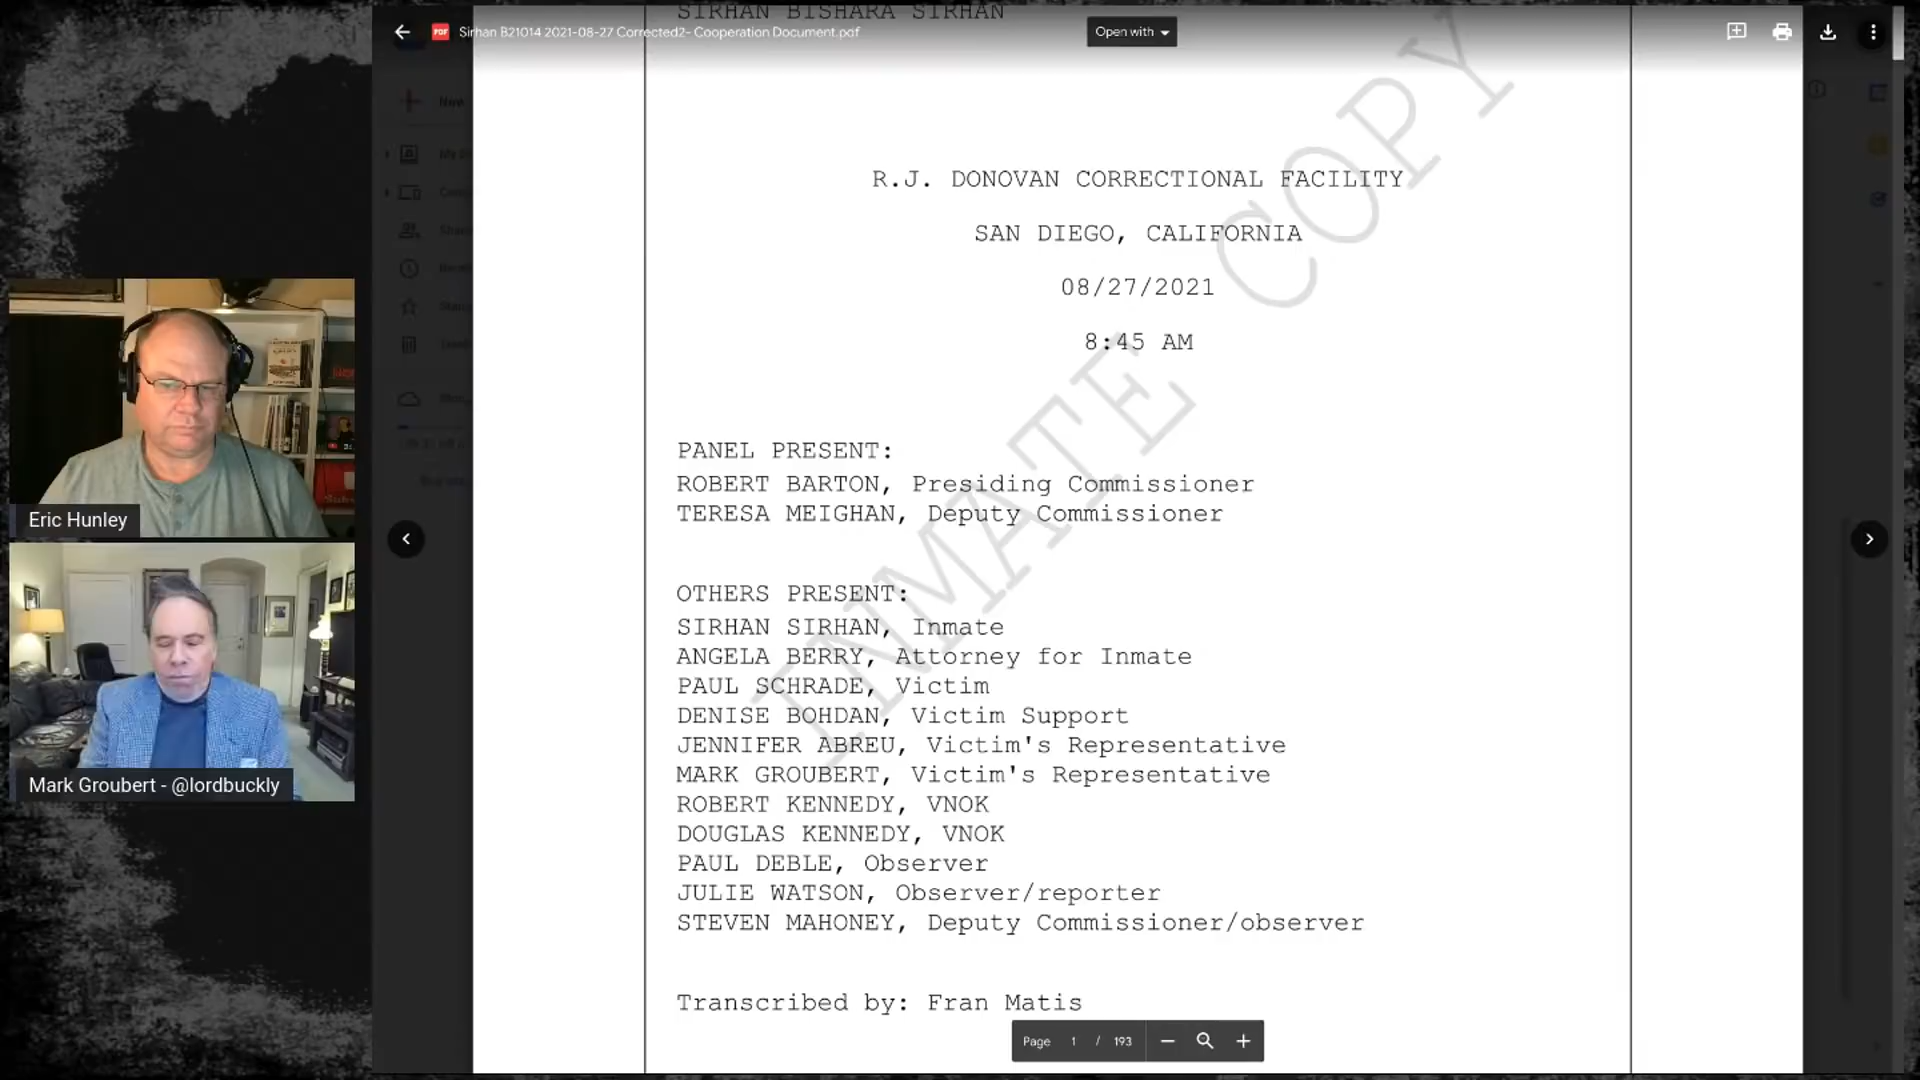 SIRHAN BISHARA SIRHAN
Sirhan B21014 2021-08-27 Corrected2- Cooperation Document.pdf
Open with
New
R.J. DONOVAN CORRECTIONAL FACILITY
SAN DIEGO, CALIFORNIA
08/27/2021
8:45 AM
PANEL PRESENT:
ROBERT BARTON, Presiding Commissioner
TERESA MEIGHAN, Deputy Commissioner
OTHERS PRESENT:
SIRHAN SIRHAN, Inmate
ANGELA BERRY, Attorney for Inmate
PAUL SCHRADE, Victim
DENISE BOHDAN, Victim Support
JENNIFER ABREU, Victim's Representative
MARK GROUBERT, Victim's Representative
ROBERT KENNEDY, VNOK
DOUGLAS KENNEDY, VNOK
PAUL DEBLE, Observer
JULIE WATSON, Observer/reporter
STEVEN MAHONEY, Deputy Commissioner/observer
Transcribed by: Fran Matis
INMATE COPY
Page 1 / 193
Eric Hunley
Mark Groubert - @lordbuckly